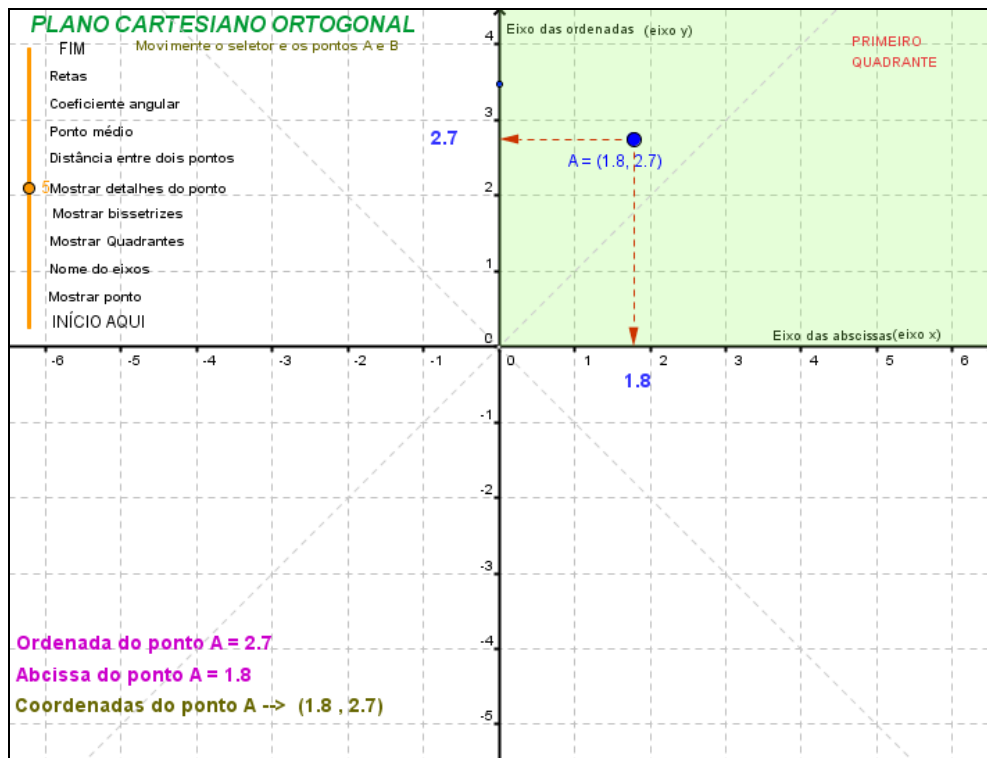 PLANO CARTESIANO ORTOGONAL
Movimente o seletor e os pontos A e B
FIM
Retas
Coeficiente angular
Ponto médio
Distância entre dois pontos
5 Mostrar detalhes do ponto
Mostrar bissetrizes
Mostrar Quadrantes
Nome do eixos
Mostrar ponto
INÍCIO AQUI
Eixo das ordenadas (eixo y)
PRIMEIRO
QUADRANTE
4
3
2.7
A = (1.8, 2.7)
2
1
0
Eixo das abscissas(eixo x)
-6 -5 -4 -3 -2 -1 0 1 2 3 4 5 6
1.8
-1
-2
-3
-4
-5
Ordenada do ponto A = 2.7
Abcissa do ponto A = 1.8
Coordenadas do ponto A --> (1.8 , 2.7)